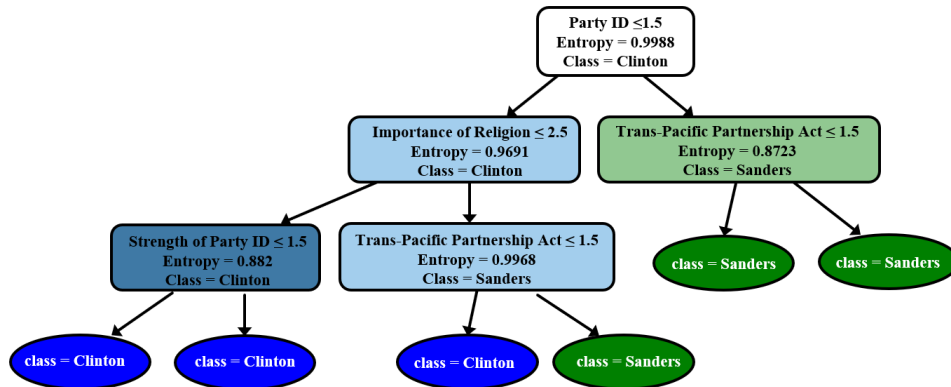 Party ID ≤1.5
Entropy = 0.9988
Class = Clinton
Importance of Religion ≤ 2.5
Entropy = 0.9691
Class = Clinton
Trans-Pacific Partnership Act ≤ 1.5
Entropy = 0.8723
Class = Sanders
Strength of Party ID ≤ 1.5
Entropy = 0.882
Class = Clinton
Trans-Pacific Partnership Act ≤ 1.5
Entropy = 0.9968
Class = Sanders
class = Sanders
class = Sanders
class = Clinton
class = Clinton
class = Clinton
class = Sanders